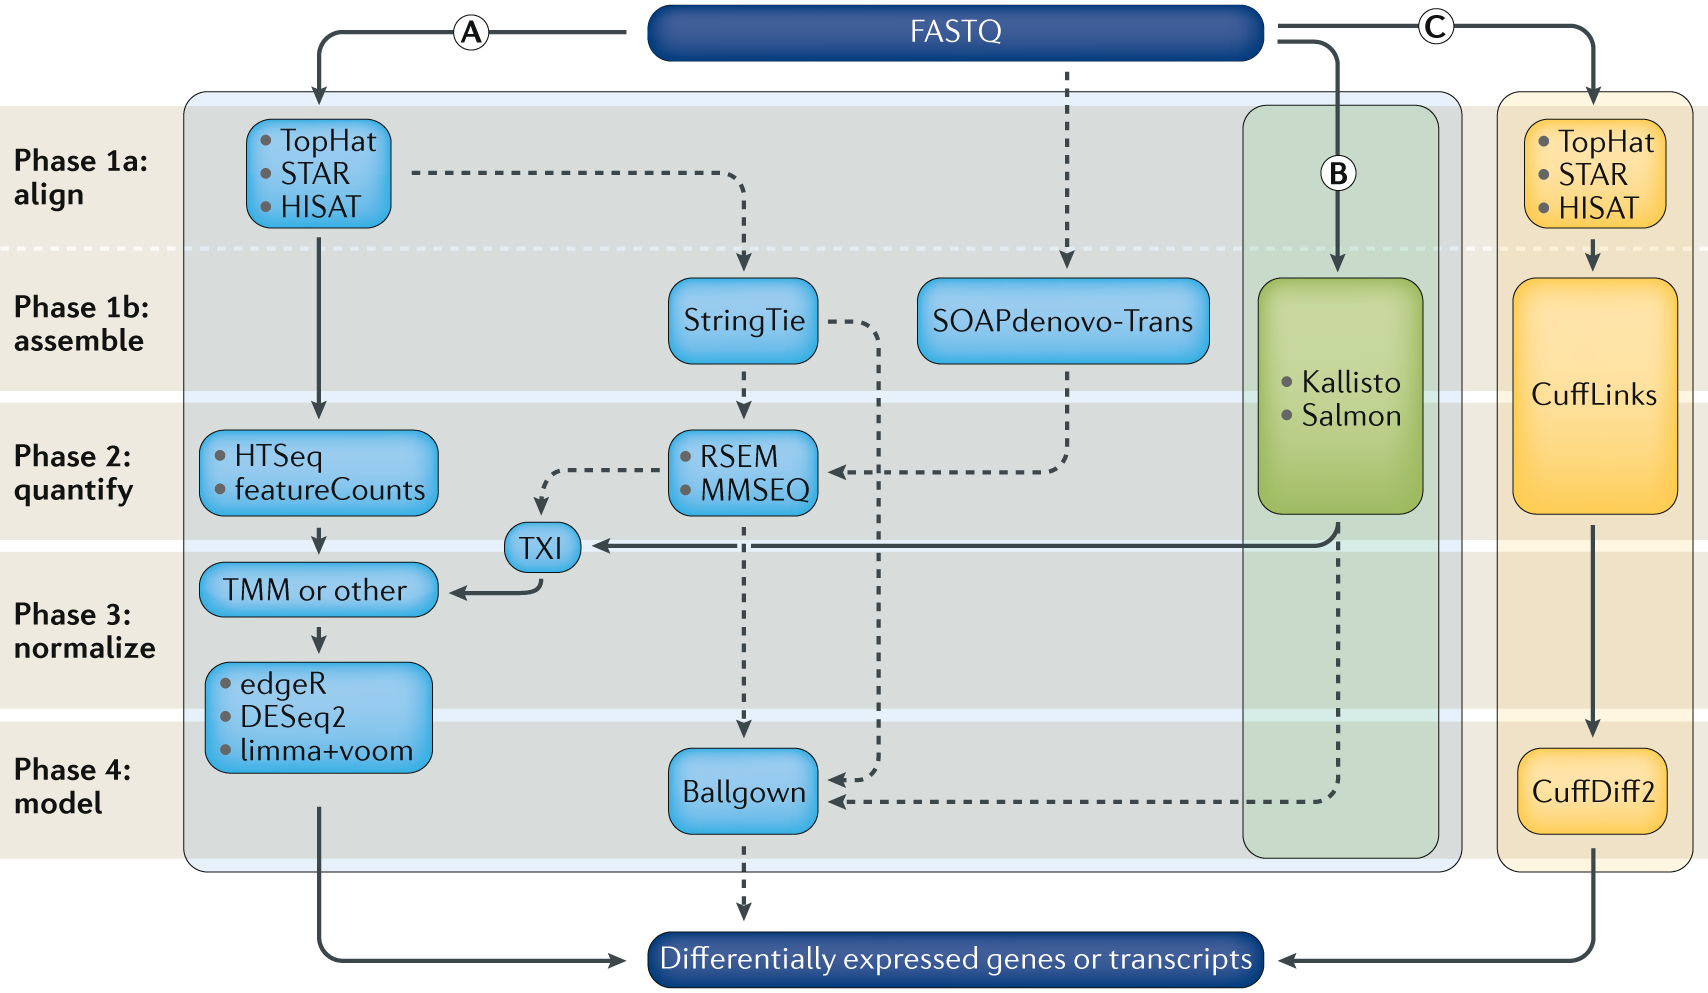 FASTQ
A
C
B
Phase 1a:
align
• TopHat
• STAR
• HISAT
• TopHat
• STAR
• HISAT
Phase 1b:
assemble
StringTie
SOAPdenovo-Trans
• Kallisto
• Salmon
CuffLinks
Phase 2:
quantify
• HTSeq
• featureCounts
• RSEM
• MMSEQ
TXI
Phase 3:
normalize
TMM or other
• edgeR
• DESeq2
• limma+voom
Phase 4:
model
Ballgown
CuffDiff2
Differentially expressed genes or transcripts